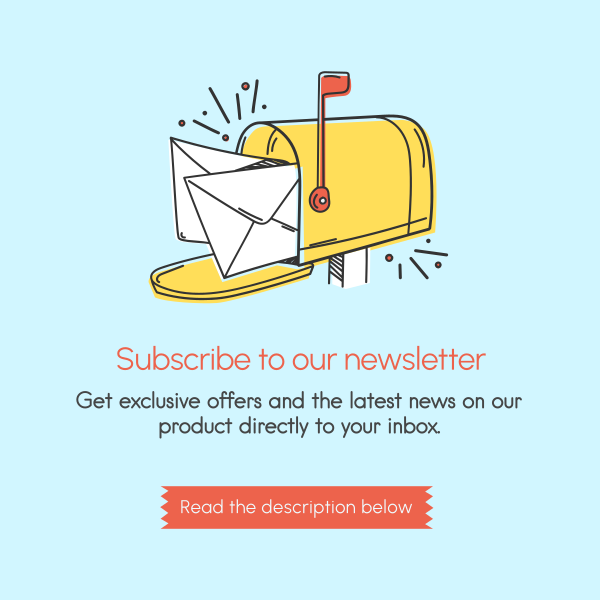 Subscribe to our newsletter
Get exclusive offers and the latest news on our
product directly to your inbox.
Read the description below